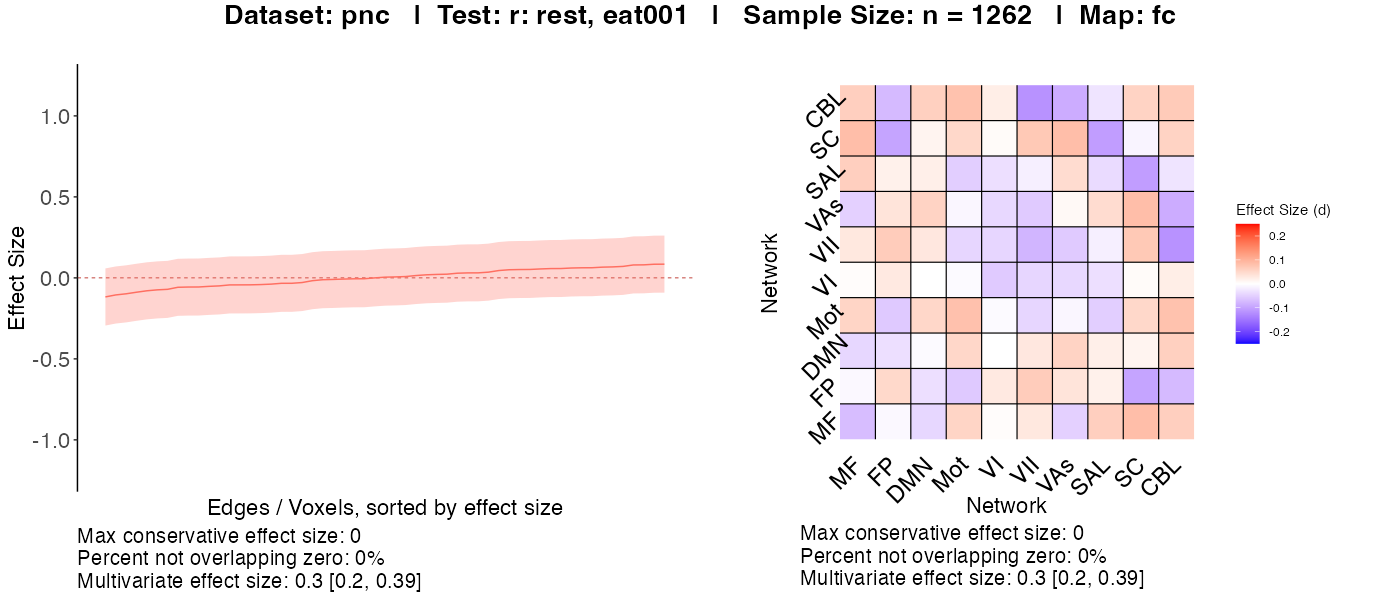 Dataset: pnc | Test: r: rest, eat001 | Sample Size: n = 1262 | Map: fc
Effect Size
1.0
0.5
0.0
-0.5
-1.0
Edges / Voxels, sorted by effect size
Max conservative effect size: 0
Percent not overlapping zero: 0%
Multivariate effect size: 0.3 [0.2, 0.39]
Network
CBL
SC
SAL
VAs
VII
VI
Mot
DMN
FP
MF
MF
FP
DMN
Mot
VI
VII
VAs
SAL
SC
CBL
Network
Effect Size (d)
0.2
0.1
0.0
-0.1
-0.2
Max conservative effect size: 0
Percent not overlapping zero: 0%
Multivariate effect size: 0.3 [0.2, 0.39]